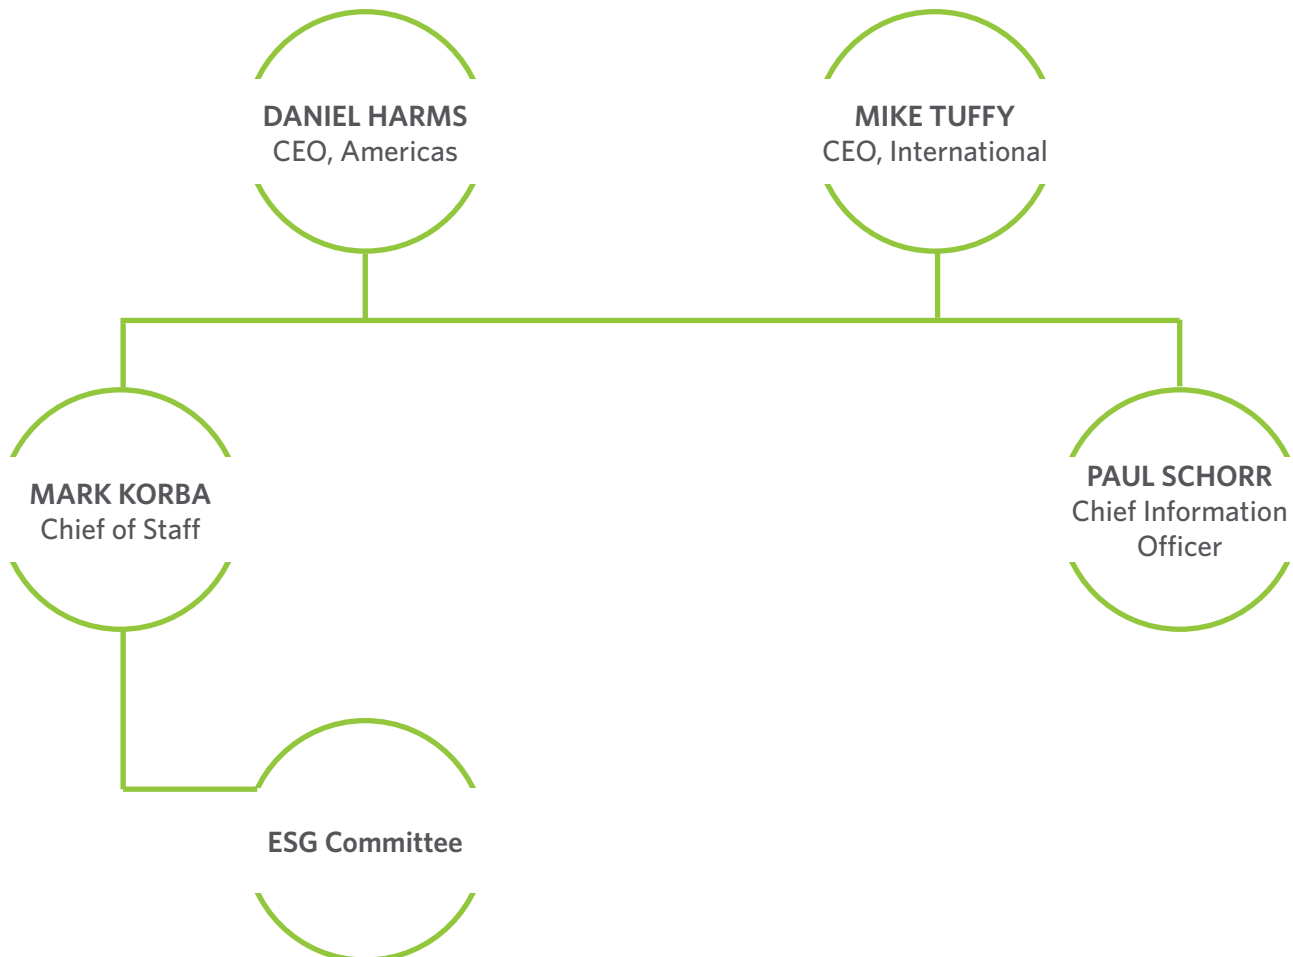 DANIEL HARMS
CEO, Americas
MIKE TUFFY
CEO, International
MARK KORBA
Chief of Staff
PAUL SCHORR
Chief Information
Officer
ESG Committee